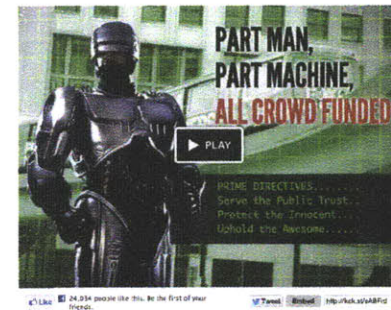 PART MAN,
PART MACHINE,
ALL CROWD FUNDED
PLAY
PRIME DIRECTIVES.........
Serve the Public Trust..
Protect the Innocent....
Uphold the Awesome......
Like 24,034 people like this. Be the first of your
friends.
Tweet Embed